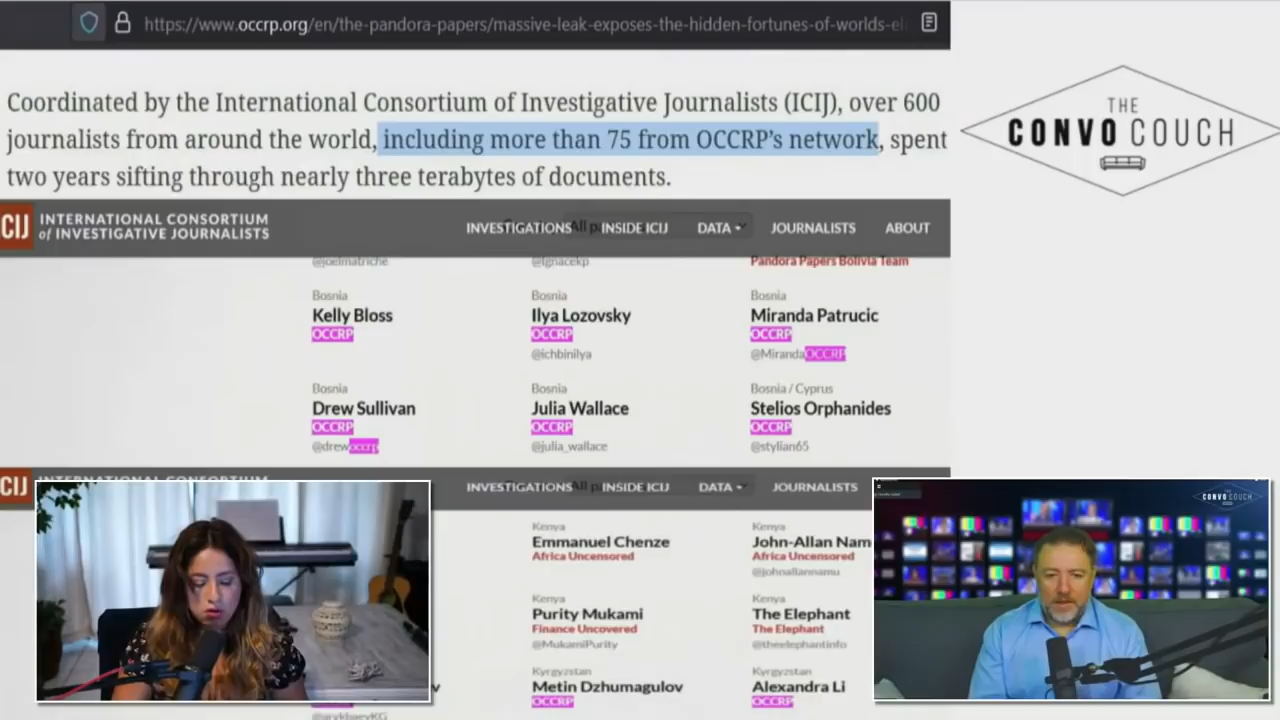 https://www.occrp.org/en/the-pandora-papers/massive-leak-exposes-the-hidden-fortunes-of-worlds-el
Coordinated by the International Consortium of Investigative Journalists (ICIJ), over 600
journalists from around the world, including more than 75 from OCCRP's network, spent
two years sifting through nearly three terabytes of documents.
THE
CONVO COUCH
CIJ INTERNATIONAL CONSORTIUM
of INVESTIGATIVE JOURNALISTS
INVESTIGATIONS INSIDE ICIJ DATA JOURNALISTS ABOUT
@joelmatriche @Ignacekp Pandora Papers Bolivia Team
Bosnia Bosnia Bosnia
Kelly Bloss Ilya Lozovsky Miranda Patrucic
OCCRP OCCRP OCCRP
@ichbinilya @MirandaOCCRP
Bosnia Bosnia Bosnia / Cyprus
Drew Sullivan Julia Wallace Stelios Orphanides
OCCRP OCCRP OCCRP
@drewoccrp @julia_wallace @stylian65
CIJ INTERNATIONAL CONSORTIUM
INVESTIGATIONS INSIDE ICIJ DATA JOURNALISTS
Kenya Kenya
Emmanuel Chenze John-Allan Nam
Africa Uncensored Africa Uncensored
@johnallannamu
Kenya Kenya
Purity Mukami The Elephant
Finance Uncovered The Elephant
@MukamiPurity @theelephantinfo
Kyrgyzstan Kyrgyzstan
Metin Dzhumagulov Alexandra Li
OCCRP OCCRP
THE
CONVO COUCH